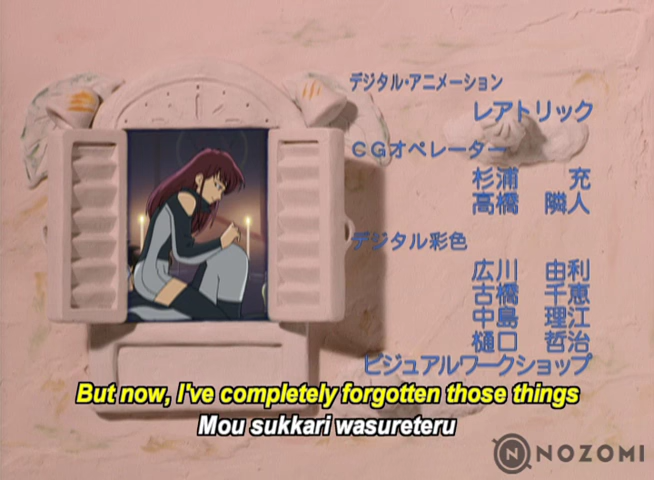 デジタル・アニメーション
レアトリック
CGオペレーター
杉浦 充
高橋 隣人
デジタル彩色
広川 由利
古橋 千恵
中島 理江
樋口 哲治
ビジュアルワークショップ
But now, I've completely forgotten those things
Mou sukkari wasureteru
NOZOMI